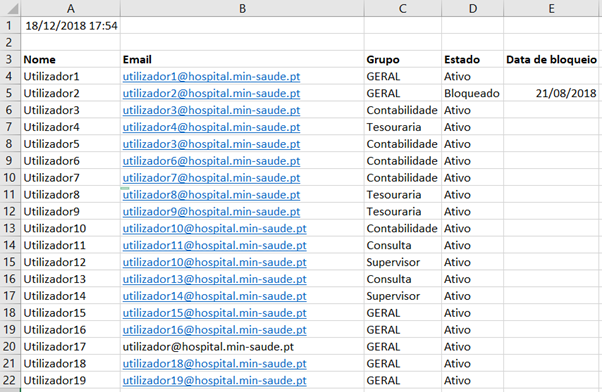 A B C D E
1 18/12/2018 17:54
2
3 Nome Email Grupo Estado Data de bloqueio
4 Utilizador1 utilizador1@hospital.min-saude.pt GERAL Ativo
5 Utilizador2 utilizador2@hospital.min-saude.pt GERAL Bloqueado 21/08/2018
6 Utilizador3 utilizador3@hospital.min-saude.pt Contabilidade Ativo
7 Utilizador4 utilizador4@hospital.min-saude.pt Tesouraria Ativo
8 Utilizador5 utilizador3@hospital.min-saude.pt Contabilidade Ativo
9 Utilizador6 utilizador6@hospital.min-saude.pt Contabilidade Ativo
10 Utilizador7 utilizador7@hospital.min-saude.pt Contabilidade Ativo
11 Utilizador8 utilizador8@hospital.min-saude.pt Tesouraria Ativo
12 Utilizador9 utilizador9@hospital.min-saude.pt Tesouraria Ativo
13 Utilizador10 utilizador10@hospital.min-saude.pt Contabilidade Ativo
14 Utilizador11 utilizador11@hospital.min-saude.pt Consulta Ativo
15 Utilizador12 utilizador10@hospital.min-saude.pt Supervisor Ativo
16 Utilizador13 utilizador13@hospital.min-saude.pt Consulta Ativo
17 Utilizador14 utilizador14@hospital.min-saude.pt Supervisor Ativo
18 Utilizador15 utilizador15@hospital.min-saude.pt GERAL Ativo
19 Utilizador16 utilizador16@hospital.min-saude.pt GERAL Ativo
20 Utilizador17 utilizador@hospital.min-saude.pt GERAL Ativo
21 Utilizador18 utilizador18@hospital.min-saude.pt GERAL Ativo
22 Utilizador19 utilizador19@hospital.min-saude.pt GERAL Ativo